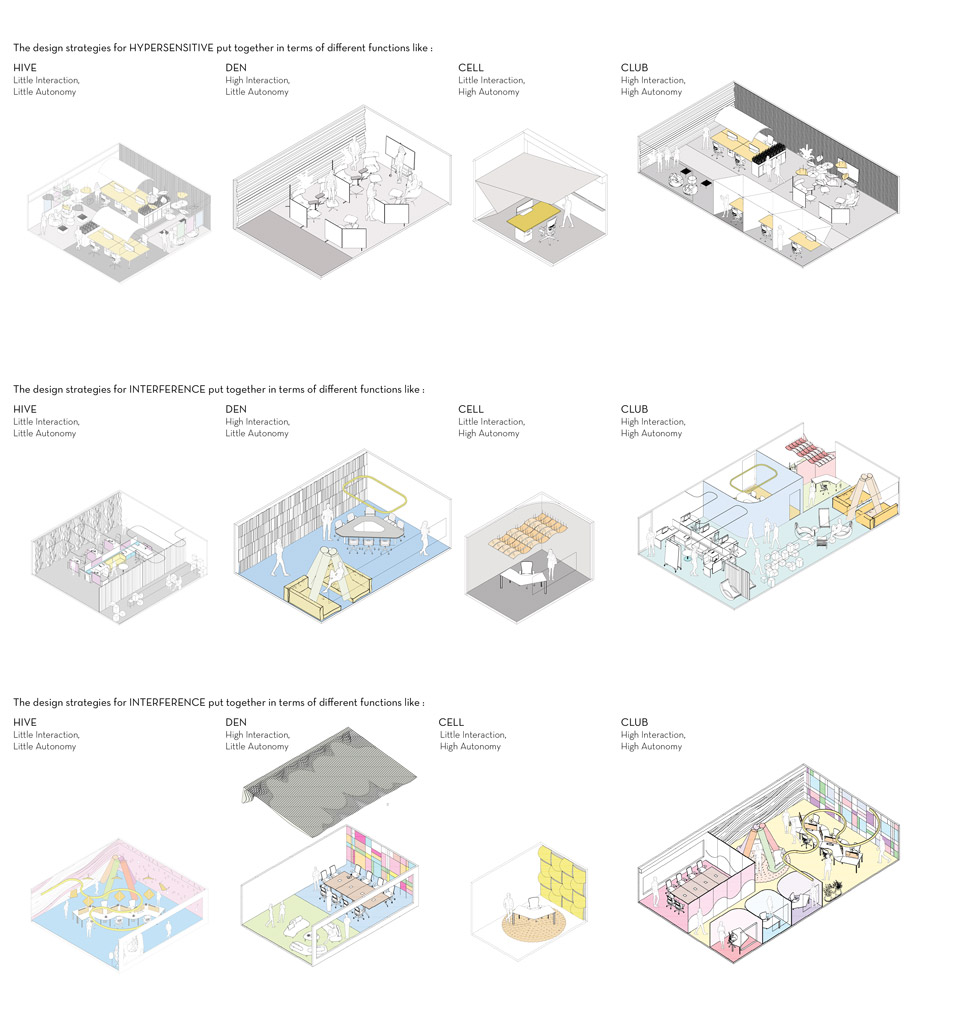 The design strategies for HYPERSENSITIVE put together in terms of different functions like :
HIVE
Little Interaction,
Little Autonomy
DEN
High Interaction,
Little Autonomy
CELL
Little Interaction,
High Autonomy
CLUB
High Interaction,
High Autonomy
The design strategies for INTERFERENCE put together in terms of different functions like :
HIVE
Little Interaction,
Little Autonomy
DEN
High Interaction,
Little Autonomy
CELL
Little Interaction,
High Autonomy
CLUB
High Interaction,
High Autonomy
The design strategies for INTERFERENCE put together in terms of different functions like :
HIVE
Little Interaction,
Little Autonomy
DEN
High Interaction,
Little Autonomy
CELL
Little Interaction,
High Autonomy
CLUB
High Interaction,
High Autonomy